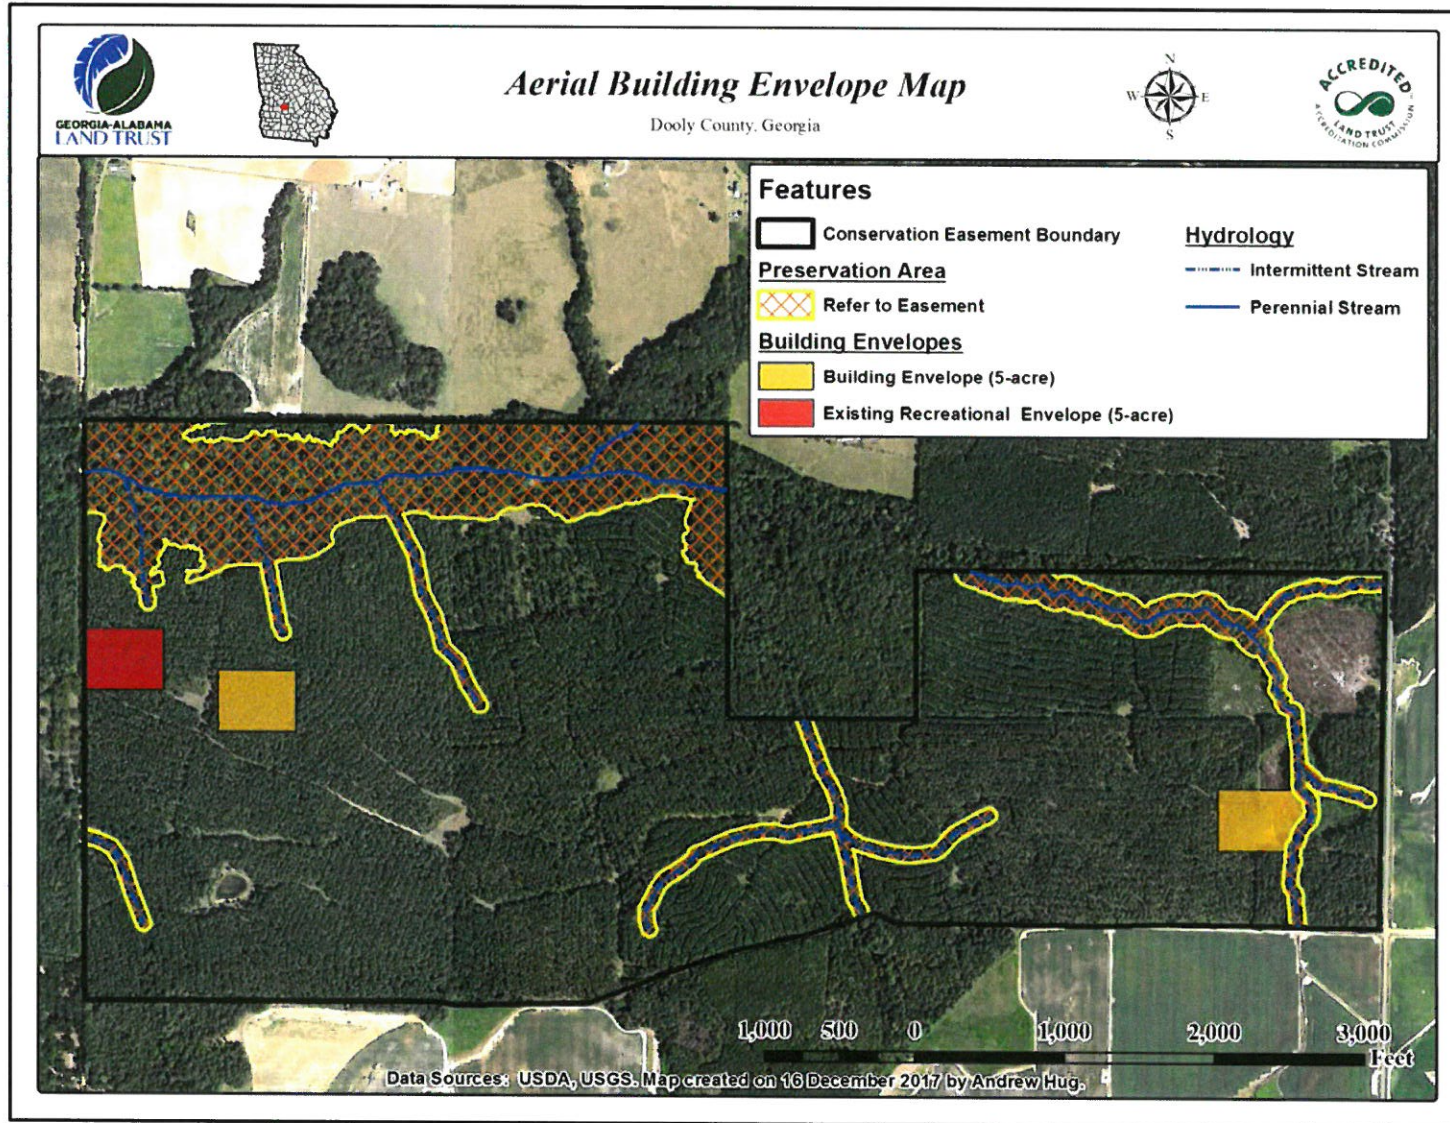 GEORGIA-ALABAMA
LAND TRUST
Aerial Building Envelope Map
Dooly County, Georgia
N
W
E
S
ACCREDITED
LAND TRUST
ACCREDITATION COMMISSION
Features
Conservation Easement Boundary
Preservation Area
Refer to Easement
Building Envelopes
Building Envelope (5-acre)
Existing Recreational Envelope (5-acre)
Hydrology
Intermittent Stream
Perennial Stream
1,000 500 0 1,000 2,000 3,000
Feet
Data Sources: USDA, USGS. Map created on 16 December 2017 by Andrew Hug.